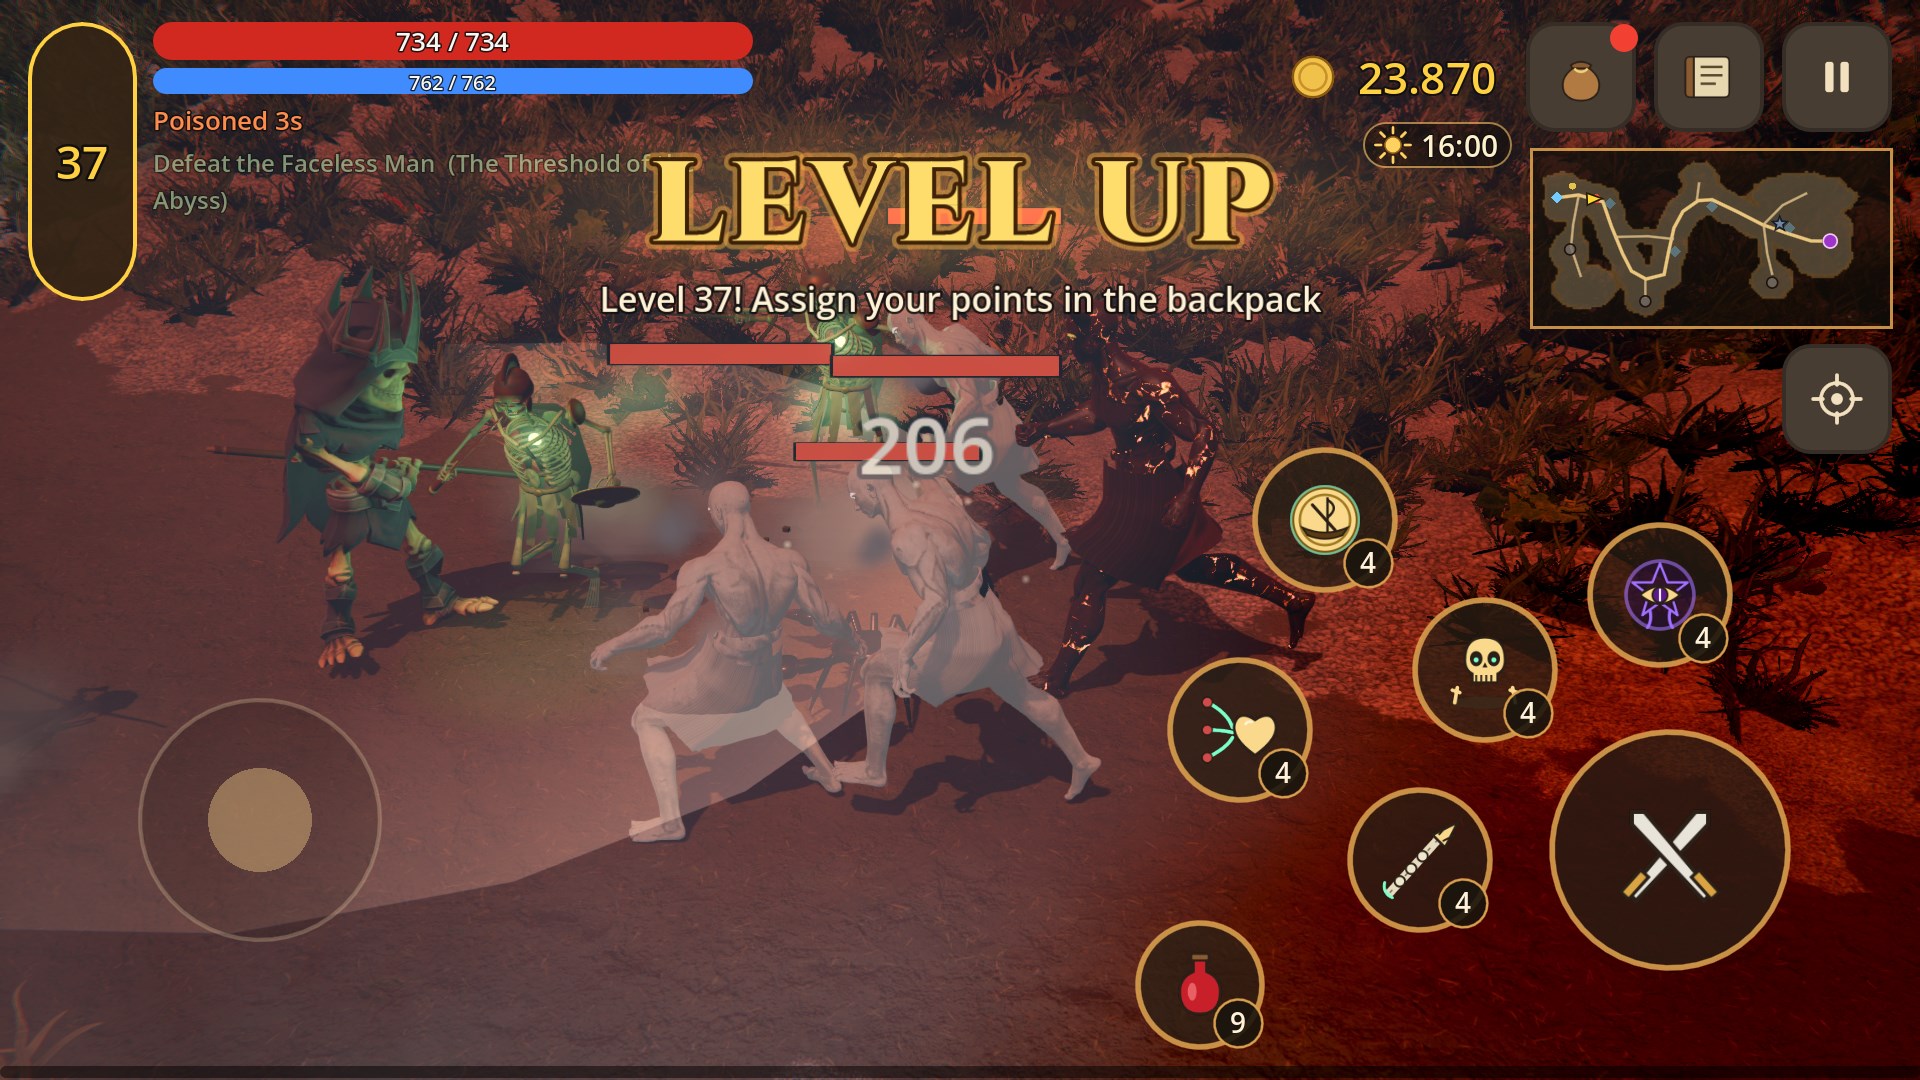 734 / 734
762 / 762
37
Poisoned 3s
Defeat the Faceless Man (The Threshold of
Abyss)
23.870
16:00
LEVEL UP
Level 37! Assign your points in the backpack
206
4
4
4
4
4
9